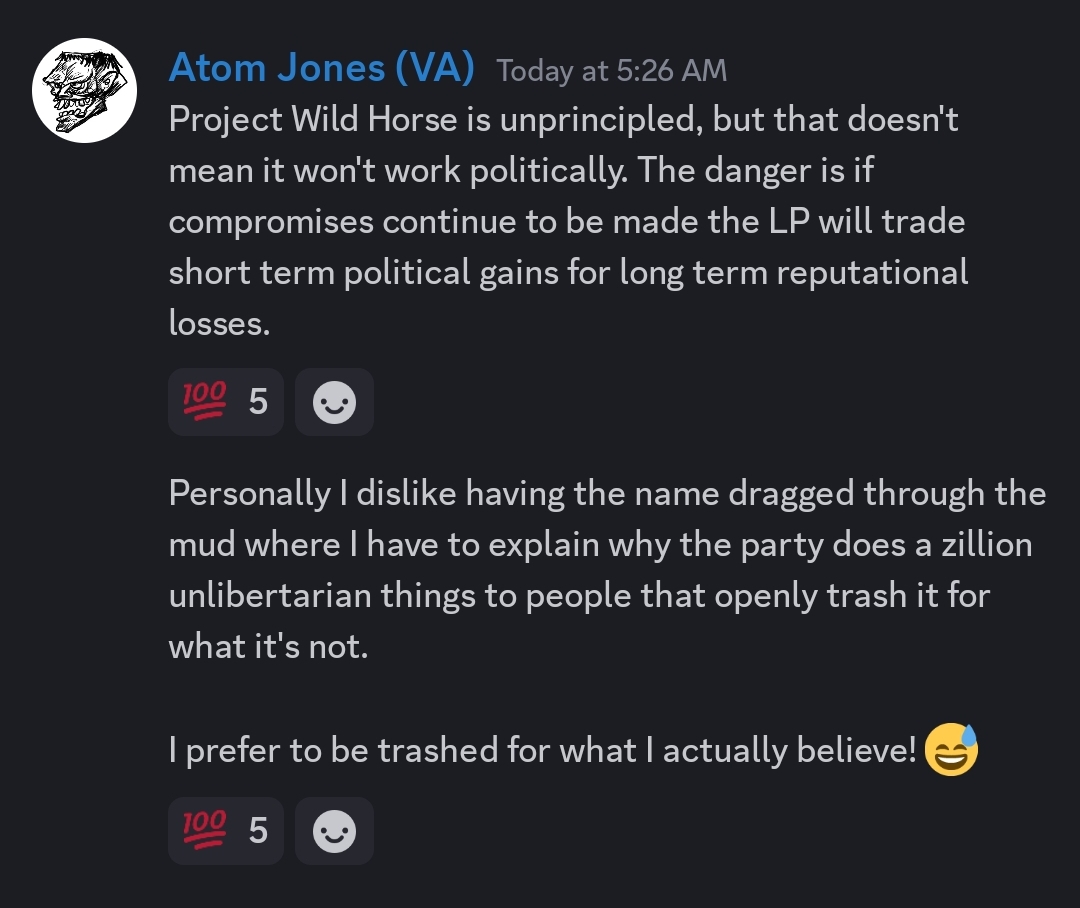 Atom Jones (VA) Today at 5:26 AM
Project Wild Horse is unprincipled, but that doesn't
mean it won't work politically. The danger is if
compromises continue to be made the LP will trade
short term political gains for long term reputational
losses.
💯 5
Personally I dislike having the name dragged through the
mud where I have to explain why the party does a zillion
unlibertarian things to people that openly trash it for
what it's not.
I prefer to be trashed for what I actually believe! 😅
💯 5